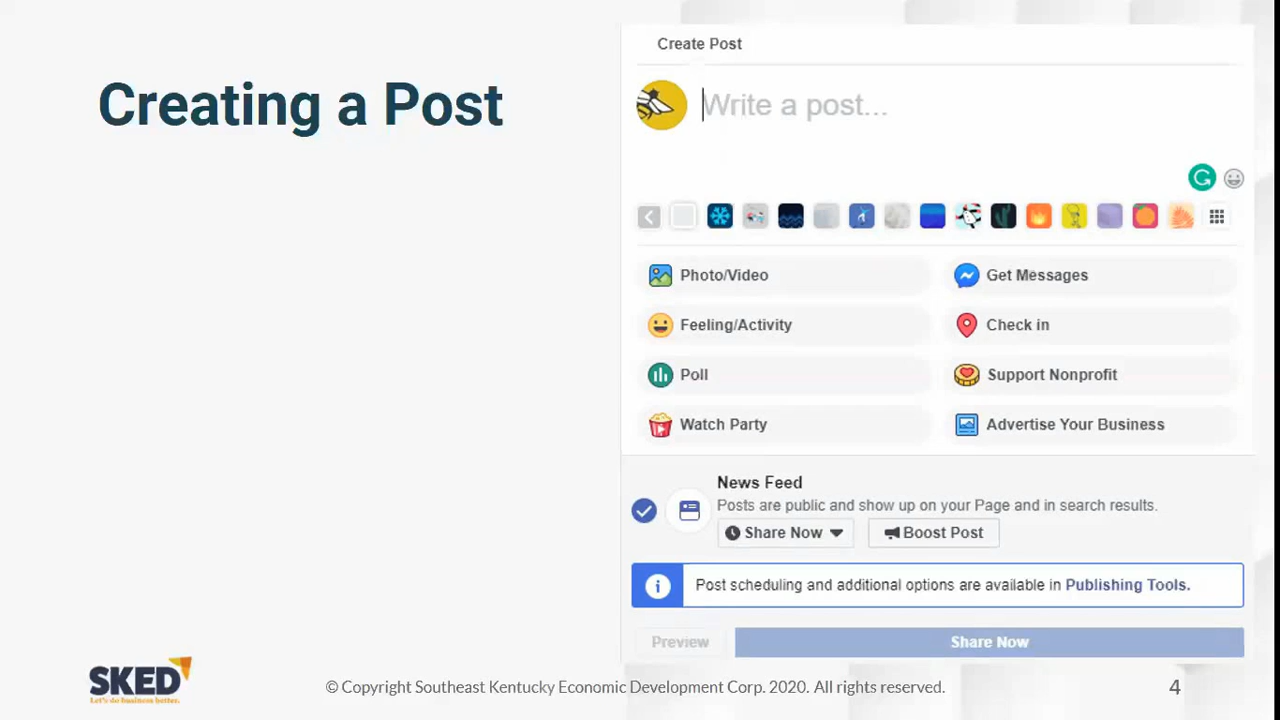 Creating a Post
Create Post
Write a post...
Photo/Video
Get Messages
Feeling/Activity
Check in
Poll
Support Nonprofit
Watch Party
Advertise Your Business
News Feed
Posts are public and show up on your Page and in search results.
Share Now
Boost Post
Post scheduling and additional options are available in Publishing Tools.
Preview
Share Now
SKED
Let's do business better.
© Copyright Southeast Kentucky Economic Development Corp. 2020. All rights reserved.
4